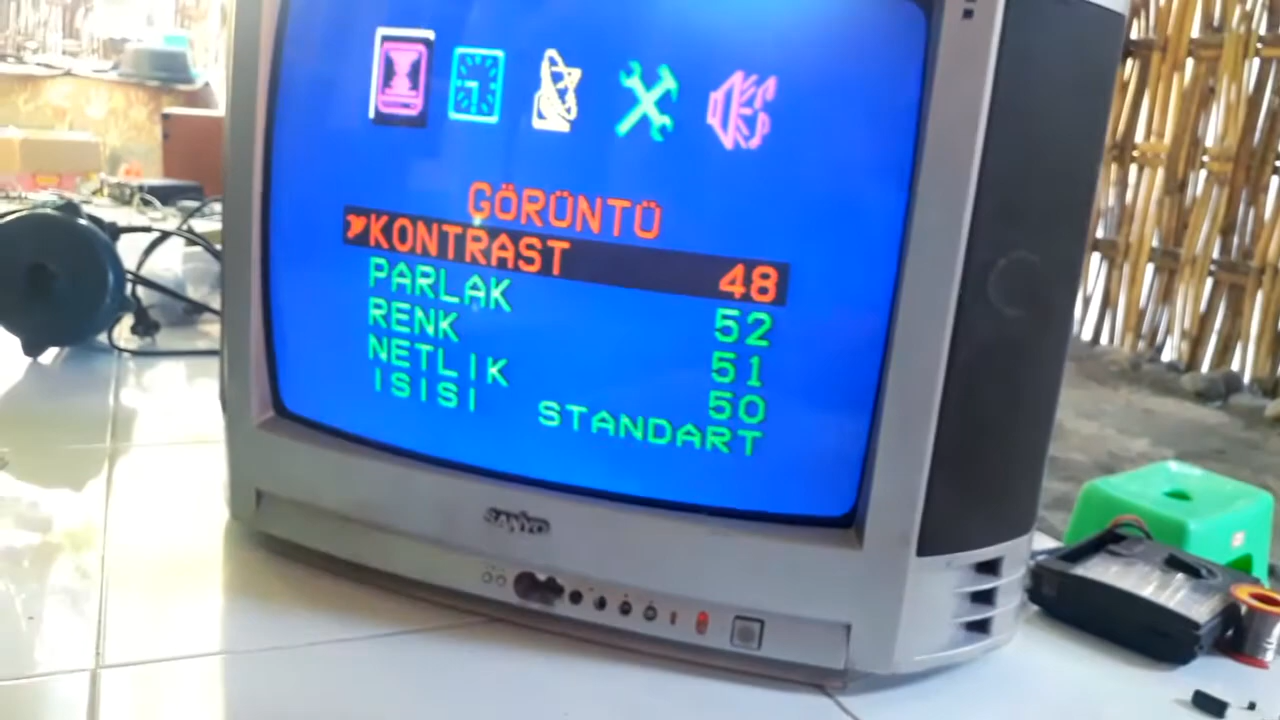 GÖRÜNTÜ
KONTRAST 48
PARLAK 52
RENK 51
NETLIK 50
ISISI STANDART
SANYO